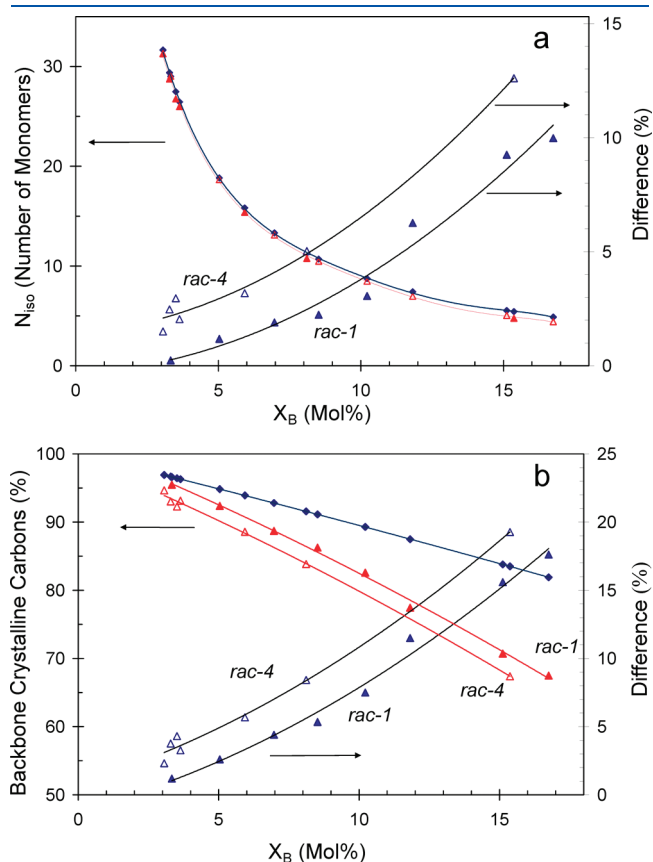 a
N_iso (Number of Monomers)
40
30
20
10
0
15
10
5
0
Difference (%)
rac-4
rac-1
0
5
10
15
X_B (Mol%)
b
Backbone Crystalline Carbons (%)
100
90
80
70
60
50
25
20
15
10
5
0
Difference (%)
rac-4
rac-1
rac-1
rac-4
0
5
10
15
X_B (Mol%)